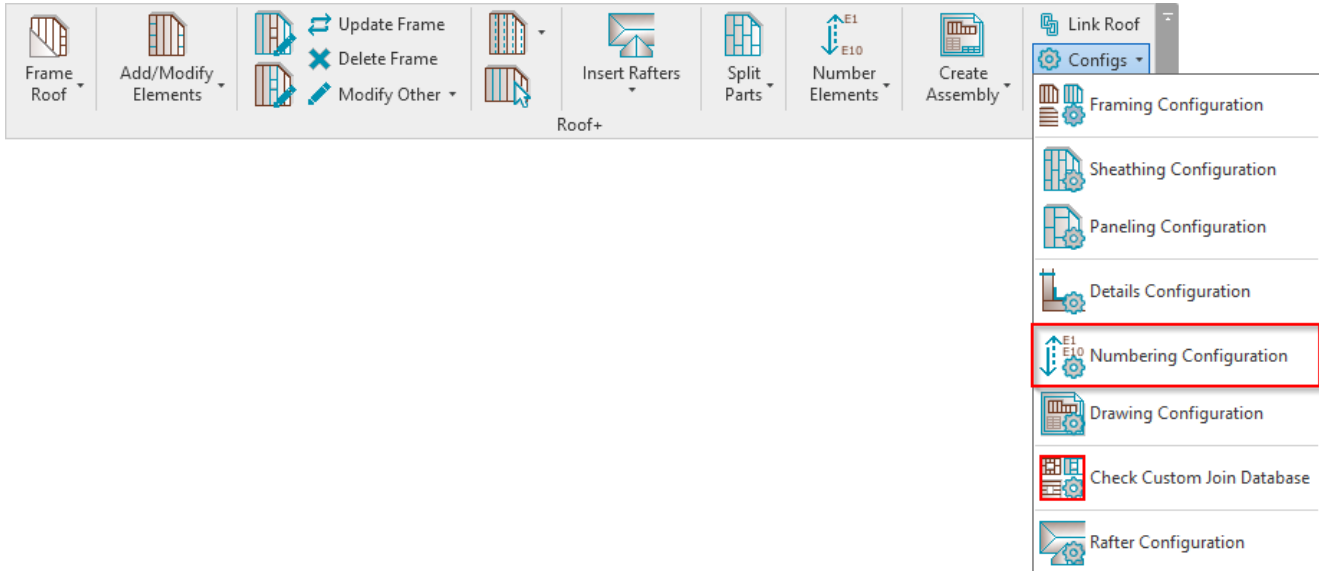 Frame
Roof
Add/Modify
Elements
Update Frame
Delete Frame
Modify Other
Insert Rafters
Split
Parts
E1
E10
Number
Elements
Create
Assembly
Link Roof
Configs
Roof+
Framing Configuration
Sheathing Configuration
Paneling Configuration
Details Configuration
E1
E10
Numbering Configuration
Drawing Configuration
Check Custom Join Database
Rafter Configuration